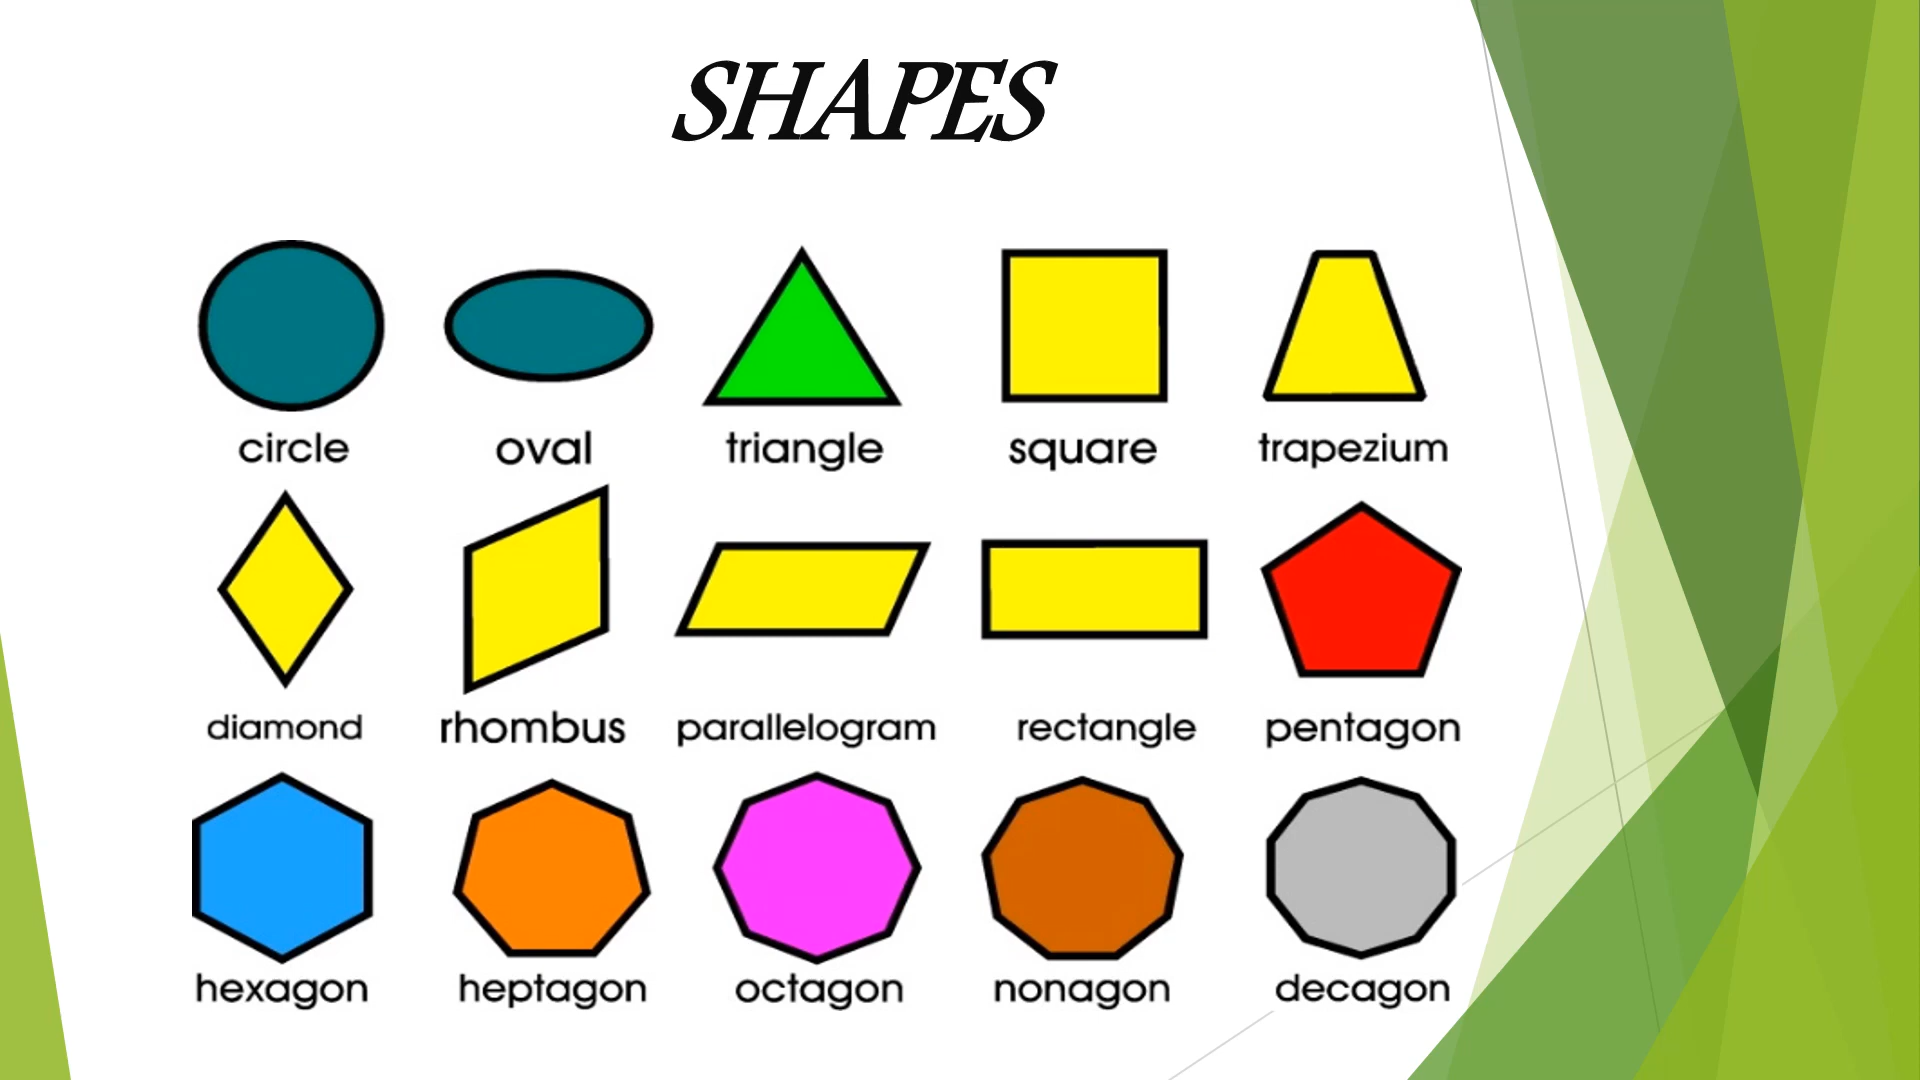 SHAPES
circle oval triangle square trapezium
diamond rhombus parallelogram rectangle pentagon
hexagon heptagon octagon nonagon decagon